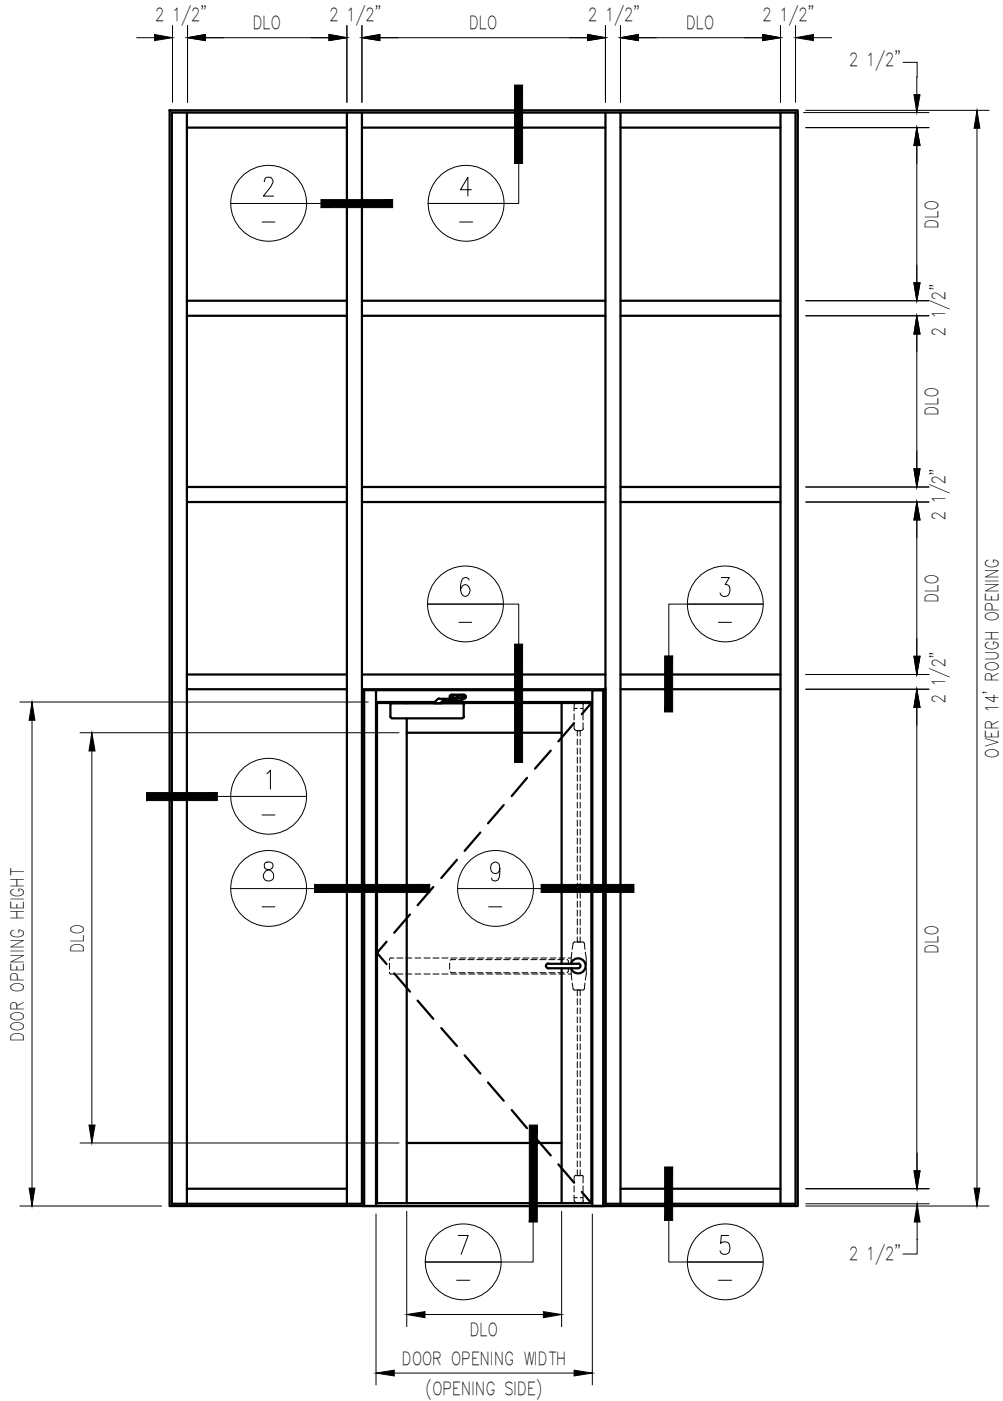 2 1/2" DLO 2 1/2" DLO 2 1/2" DLO 2 1/2"
2 1/2"
2
–
4
–
DLO
2 1/2"
DLO
2 1/2"
6
–
3
–
DLO
2 1/2"
OVER 14' ROUGH OPENING
1
–
8
–
9
–
DOOR OPENING HEIGHT
DLO
DLO
7
–
5
–
2 1/2"
DLO
DOOR OPENING WIDTH
(OPENING SIDE)